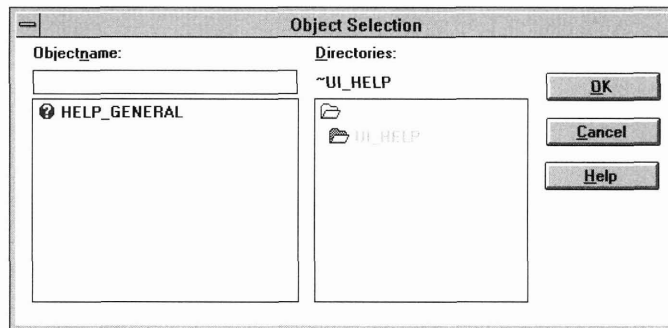 Object Selection
Objectname:
HELP_GENERAL
Directories:
~UI_HELP
UI_HELP
OK
Cancel
Help